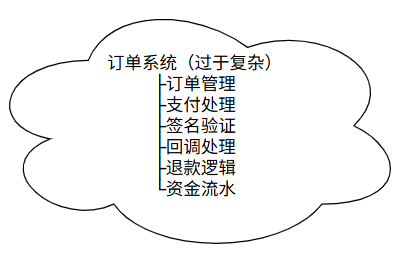 订单系统（过于复杂）
├─订单管理
├─支付处理
├─签名验证
├─回调处理
├─退款逻辑
└─资金流水